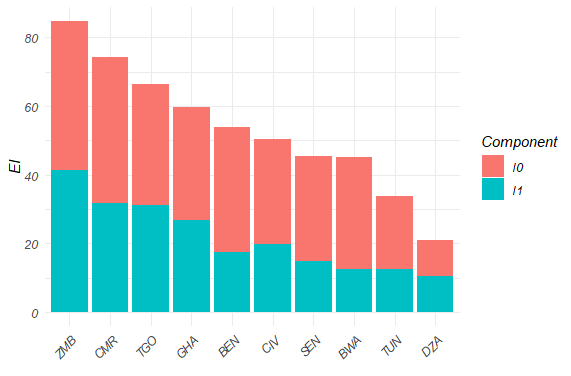 EI
80
60
40
20
0
ZMB
CMR
TGO
GHA
BEN
CIV
SEN
BWA
TUN
DZA
Component
I0
I1